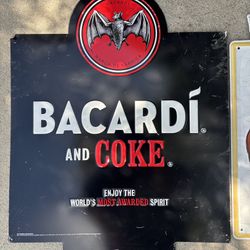 BACARDÍ®
AND COKE®
ENJOY THE
WORLD'S MOST AWARDED SPIRIT